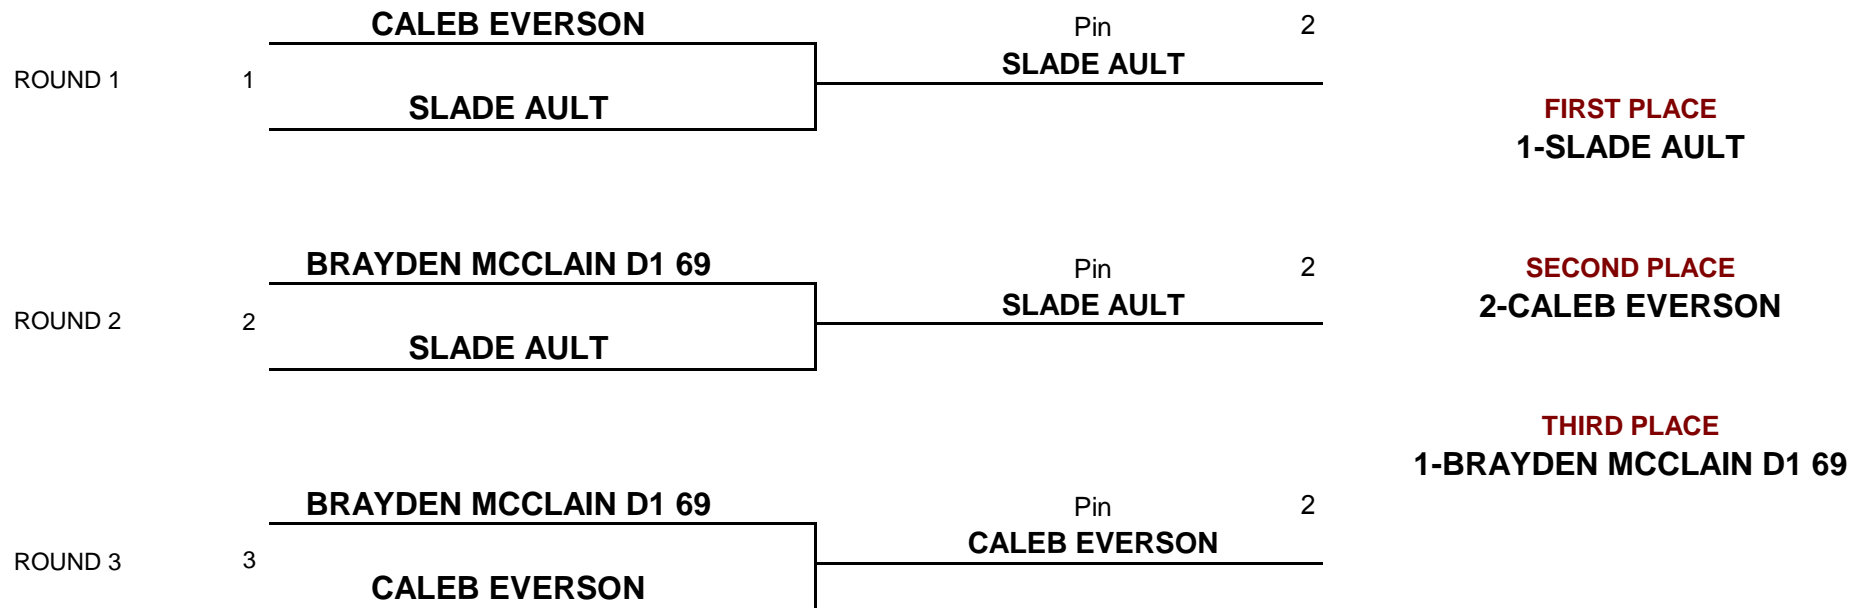 CALEB EVERSON
Pin 2
ROUND 1 1 SLADE AULT
SLADE AULT
FIRST PLACE
1-SLADE AULT
BRAYDEN MCCLAIN D1 69
Pin 2
ROUND 2 2 SLADE AULT
SLADE AULT
SECOND PLACE
2-CALEB EVERSON
THIRD PLACE
1-BRAYDEN MCCLAIN D1 69
BRAYDEN MCCLAIN D1 69
Pin 2
ROUND 3 3 CALEB EVERSON
CALEB EVERSON